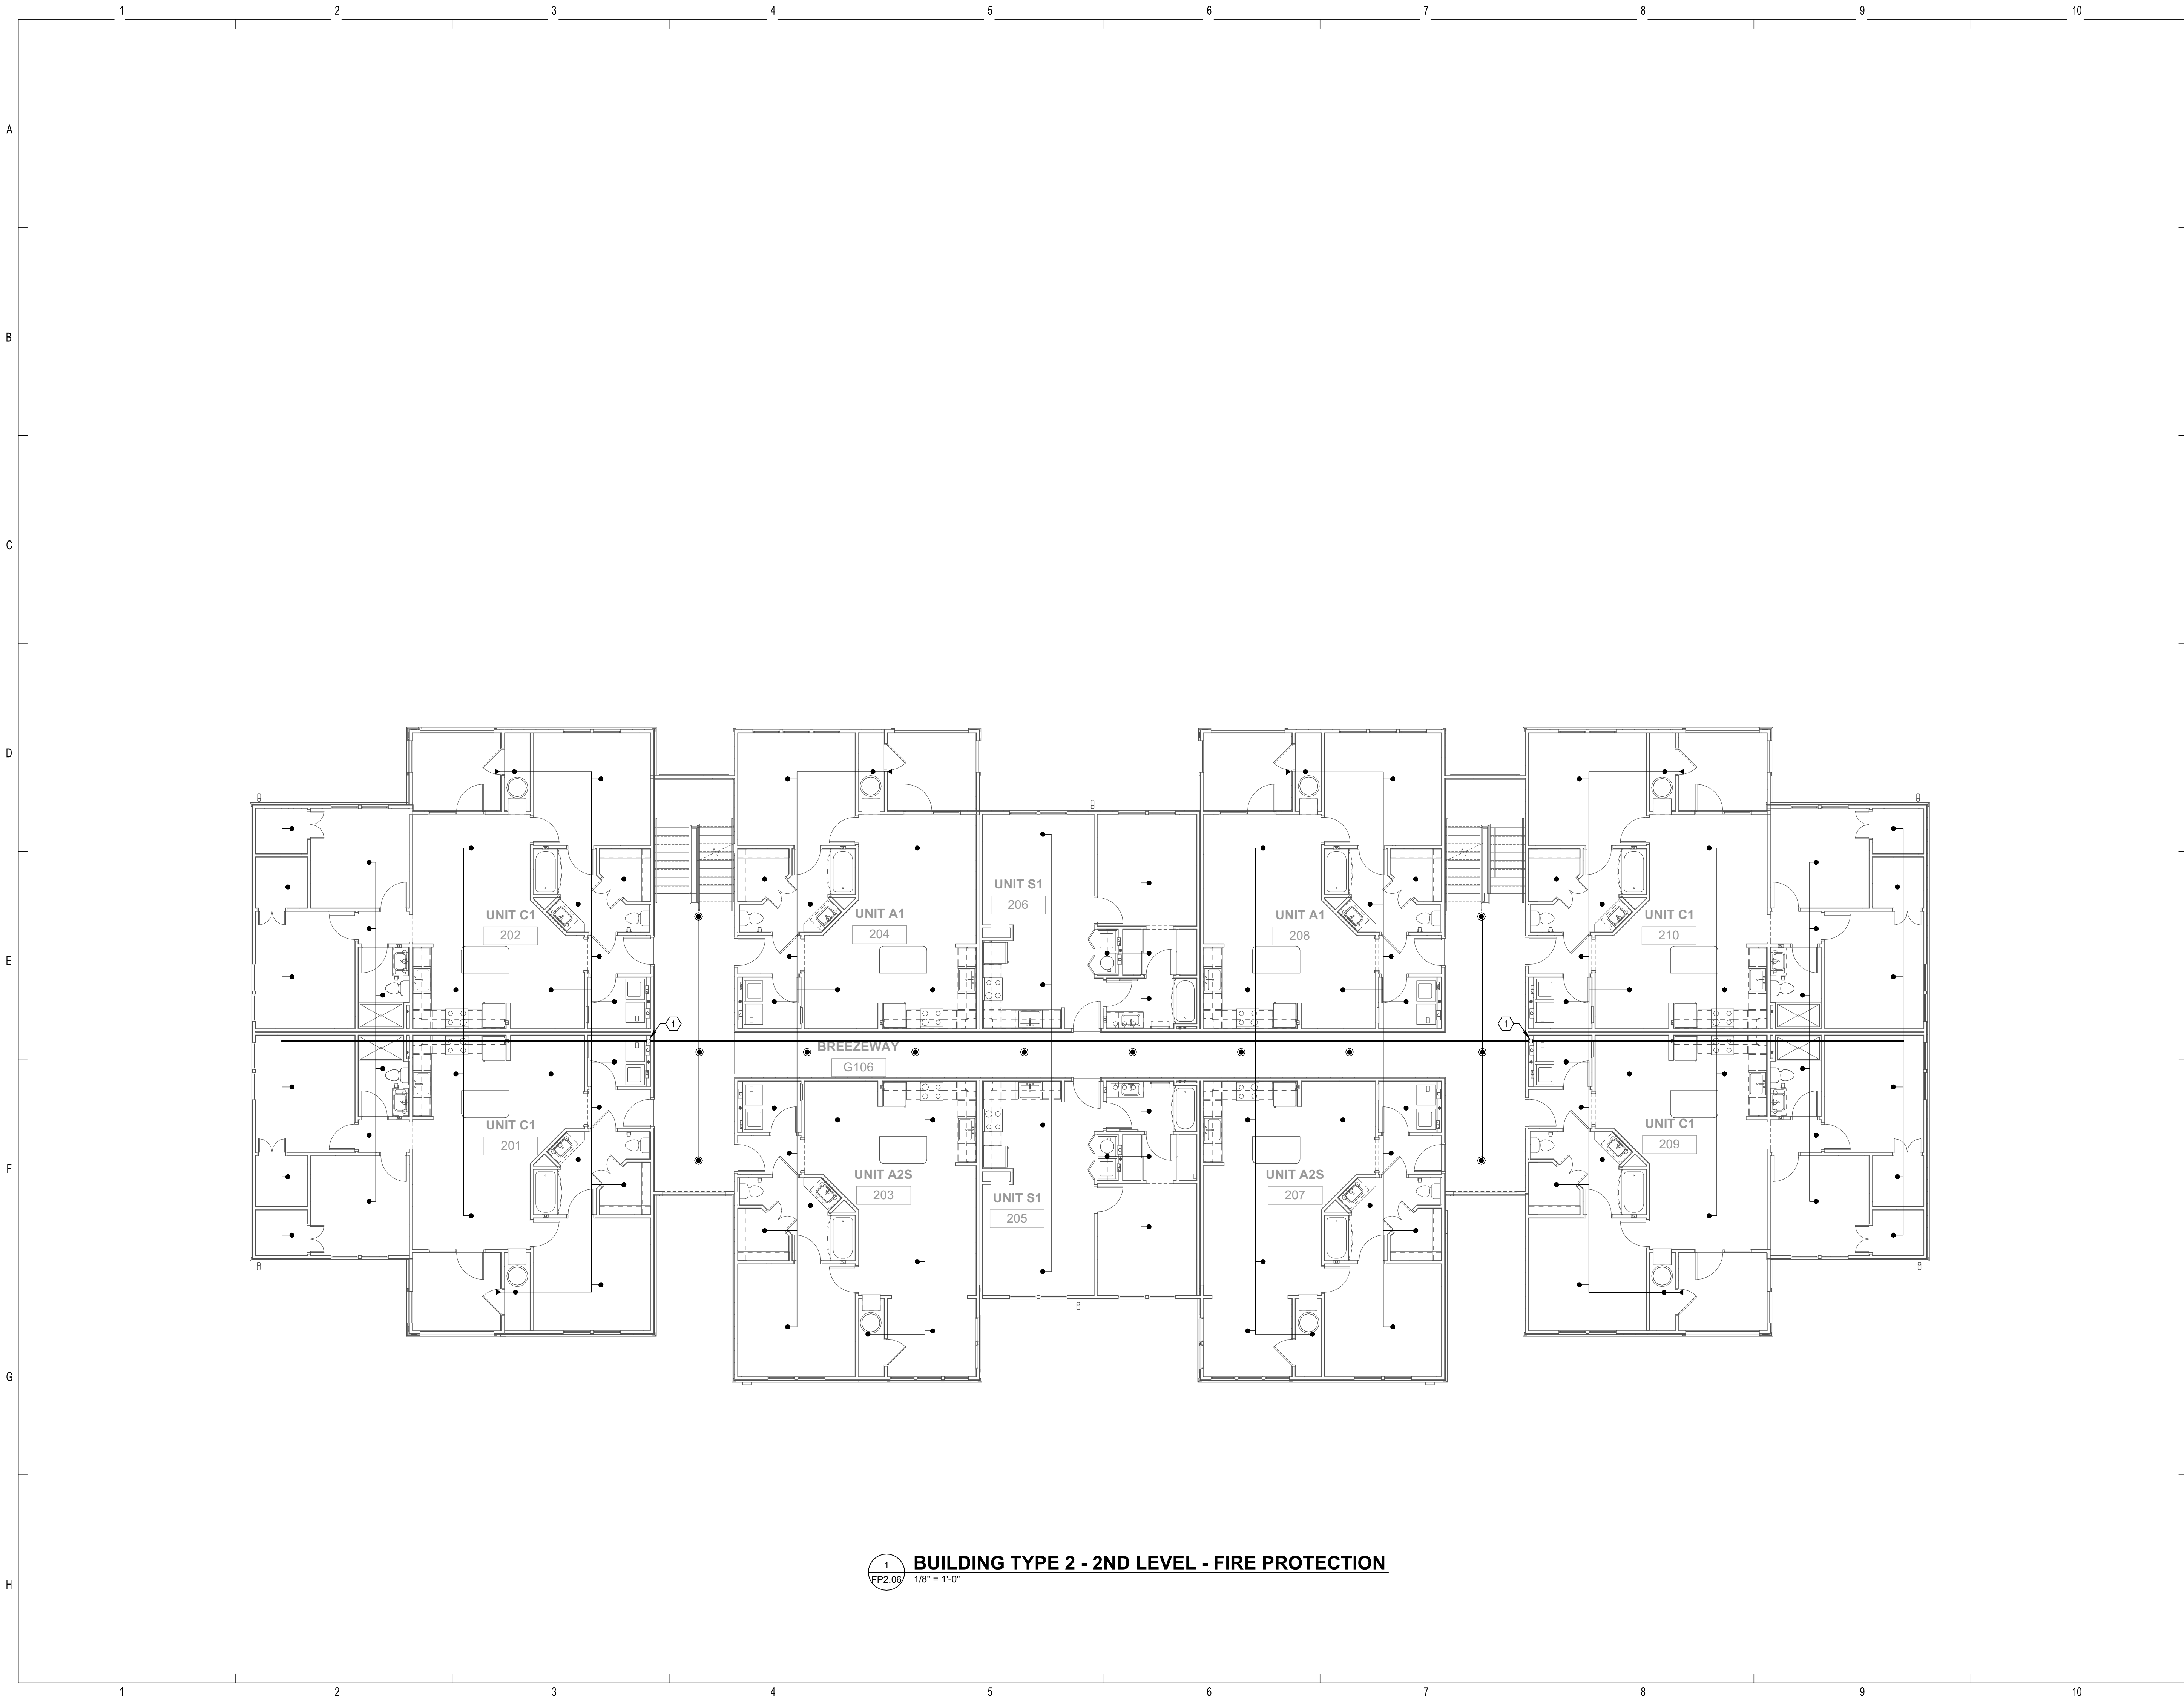 1 2 3 4 5 6 7 8 9 10
A
B
C
D
UNIT S1
206
UNIT C1
202
UNIT A1
204
UNIT A1
208
UNIT C1
210
E
1
1
BREEZEWAY
G106
UNIT C1
201
UNIT C1
209
F
UNIT A2S
203
UNIT A2S
207
UNIT S1
205
G
H
1
FP2.06
BUILDING TYPE 2 - 2ND LEVEL - FIRE PROTECTION
1/8" = 1'-0"
1 2 3 4 5 6 7 8 9 10